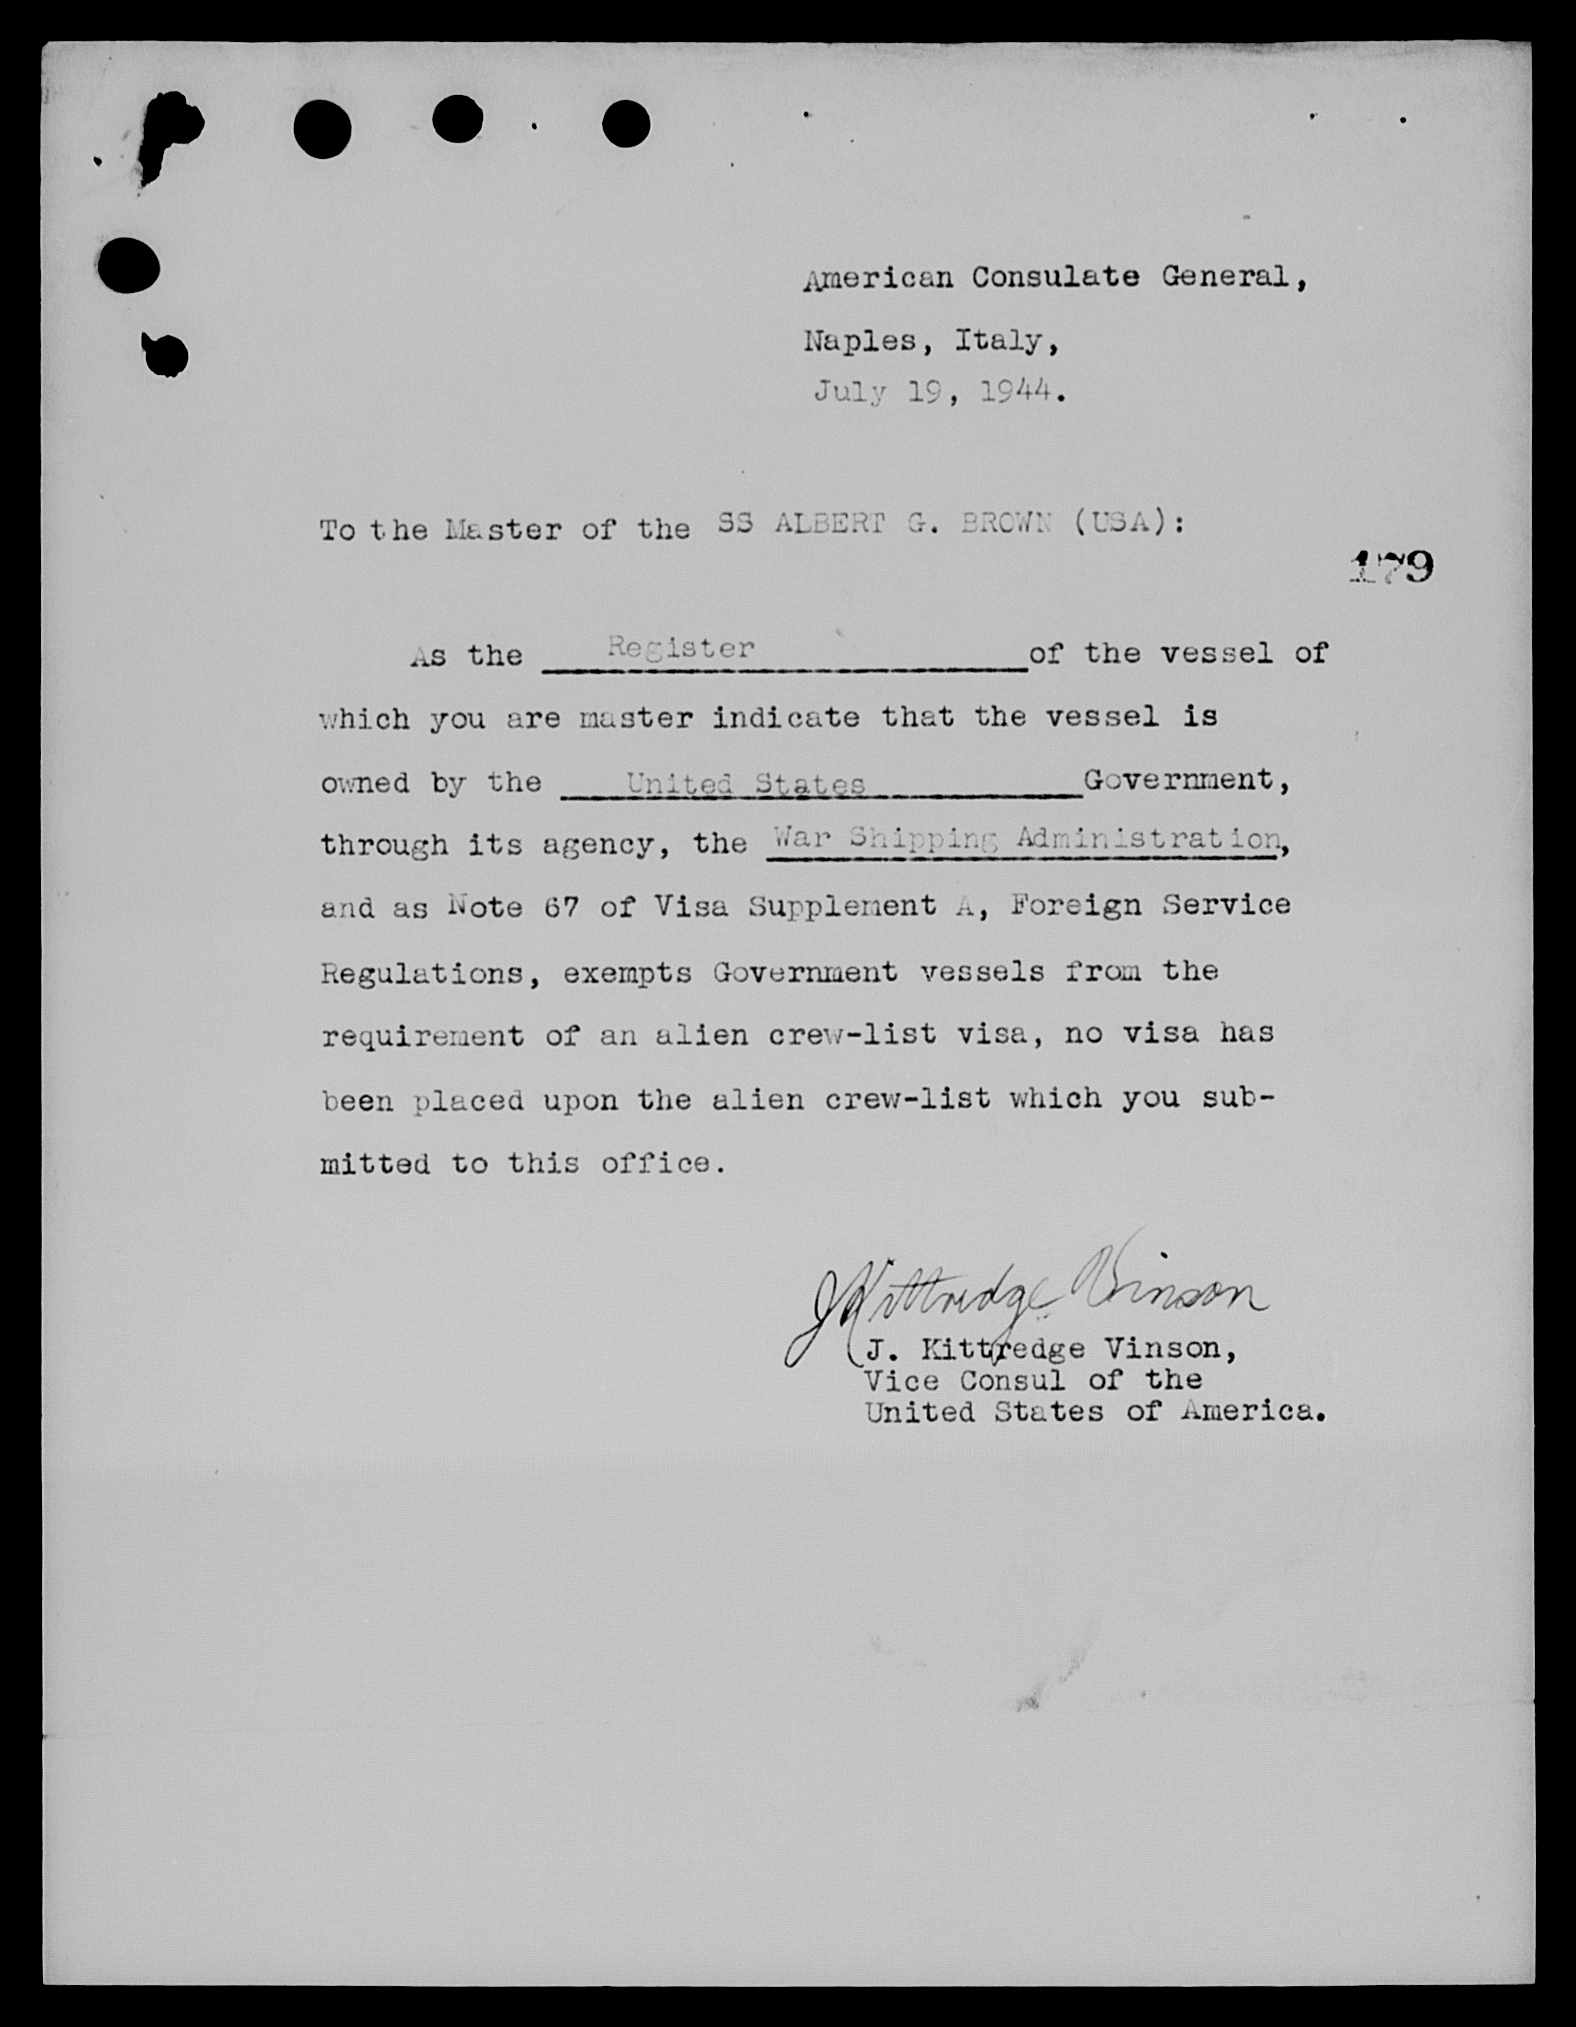 American Consulate General,
Naples, Italy,
July 19, 1944.
To the Master of the SS ALBERT G. BROWN (USA):
179
As the Register of the vessel of
which you are master indicate that the vessel is
owned by the United States Government,
through its agency, the War Shipping Administration,
and as Note 67 of Visa Supplement A, Foreign Service
Regulations, exempts Government vessels from the
requirement of an alien crew-list visa, no visa has
been placed upon the alien crew-list which you sub-
mitted to this office.
J Kittredge Vinson
J. Kittredge Vinson,
Vice Consul of the
United States of America.